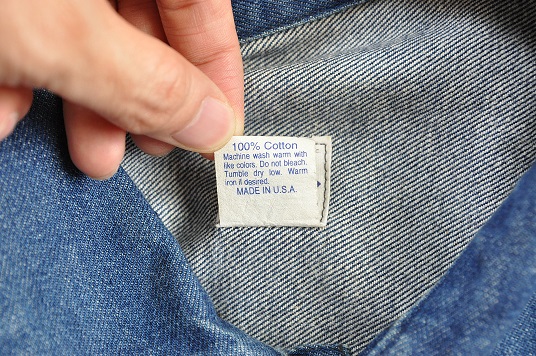 100% Cotton
Machine wash warm with
like colors. Do not bleach.
Tumble dry low. Warm
iron if desired.
MADE IN U.S.A.